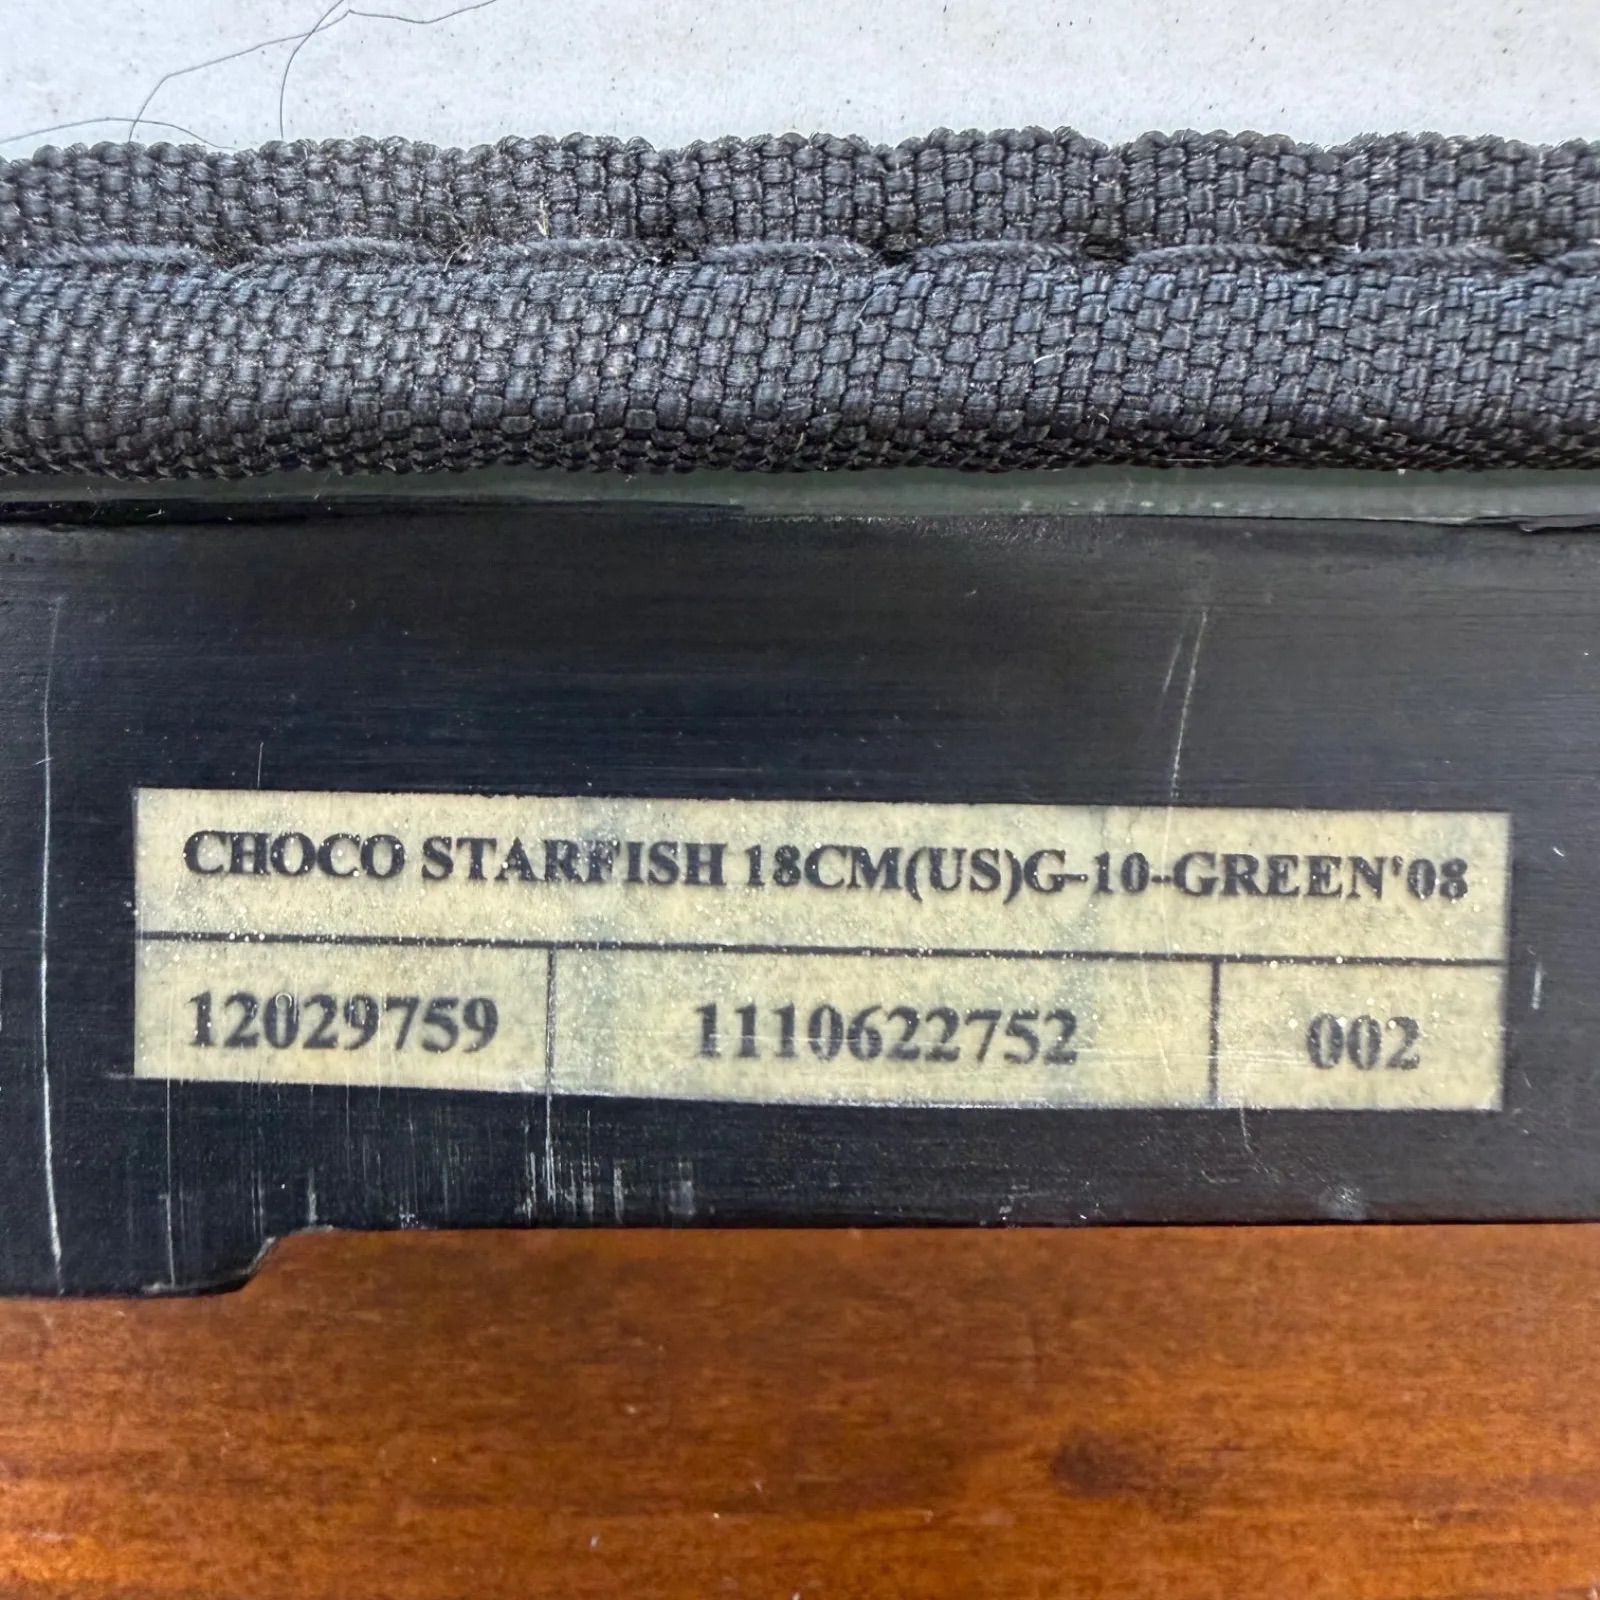 CHOCO STARFISH 18CM(US)G-10-GREEN'08
12029759 1110622752 002